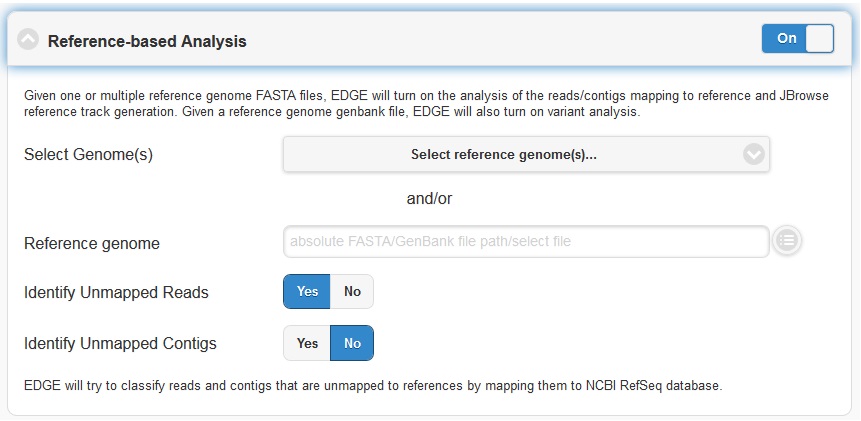 Reference-based Analysis
On
Given one or multiple reference genome FASTA files, EDGE will turn on the analysis of the reads/contigs mapping to reference and JBrowse
reference track generation. Given a reference genome genbank file, EDGE will also turn on variant analysis.
Select Genome(s)
Select reference genome(s)...
and/or
Reference genome
absolute FASTA/GenBank file path/select file
Identify Unmapped Reads
Yes No
Identify Unmapped Contigs
Yes No
EDGE will try to classify reads and contigs that are unmapped to references by mapping them to NCBI RefSeq database.